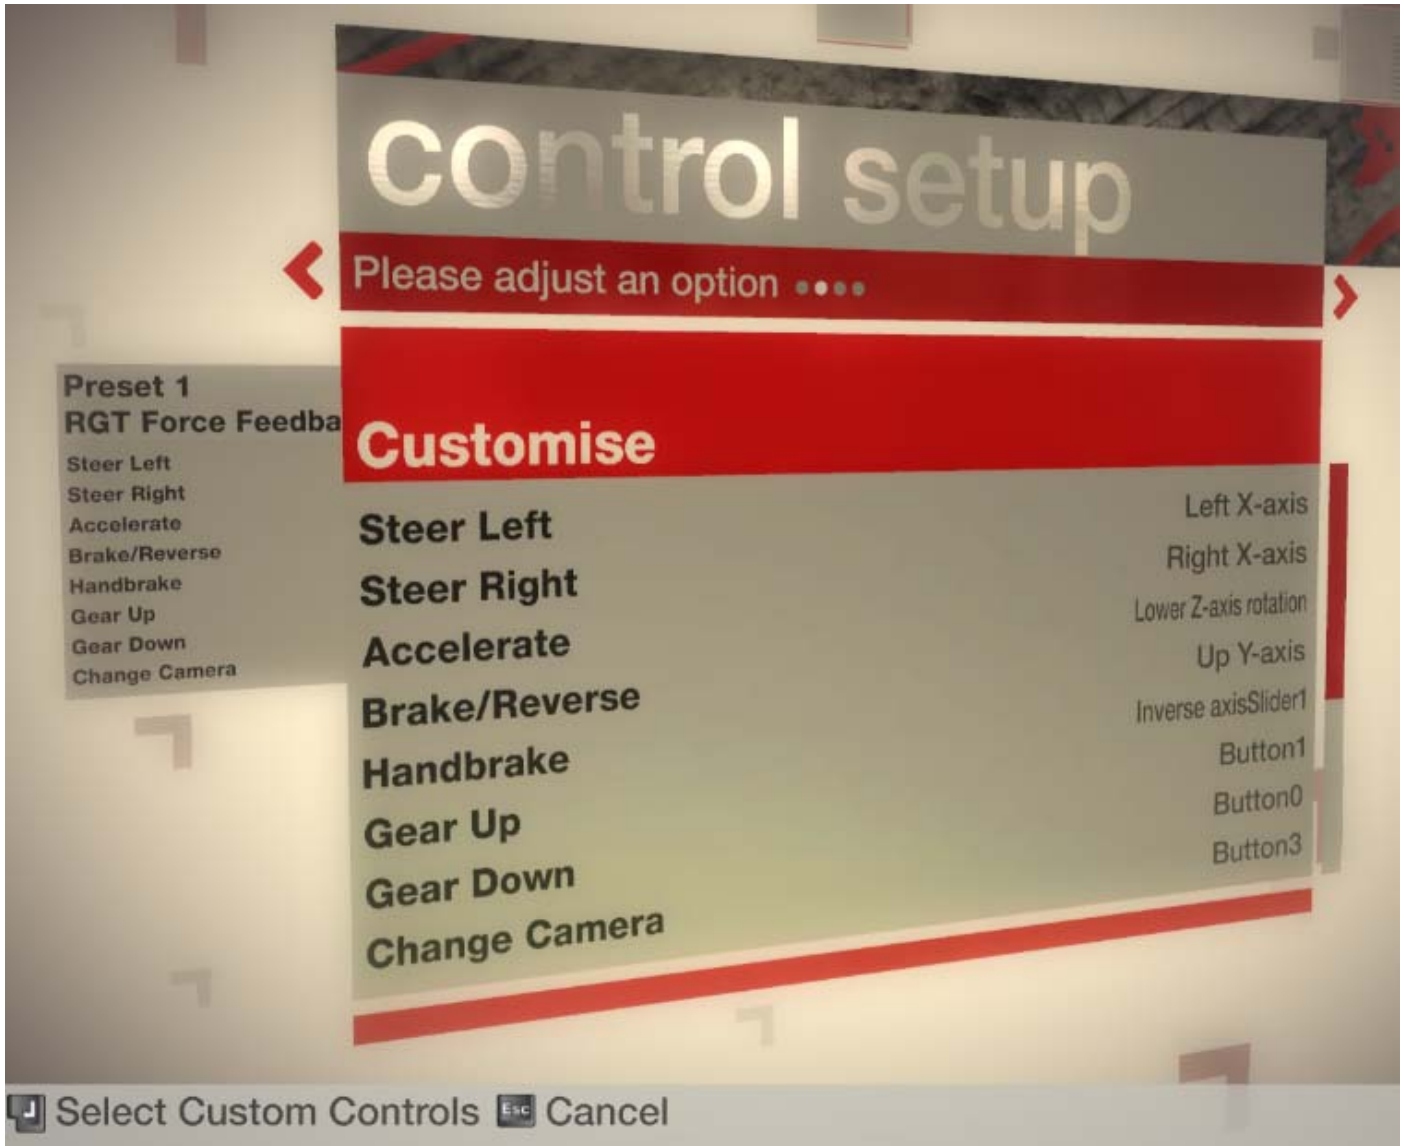 control setup
Please adjust an option
Preset 1
RGT Force Feedba
Steer Left
Steer Right
Accelerate
Brake/Reverse
Handbrake
Gear Up
Gear Down
Change Camera
Customise
Steer Left Left X-axis
Steer Right Right X-axis
Accelerate Lower Z-axis rotation
Brake/Reverse Up Y-axis
Handbrake Inverse axisSlider1
Gear Up Button1
Gear Down Button0
Change Camera Button3
Select Custom Controls Esc Cancel